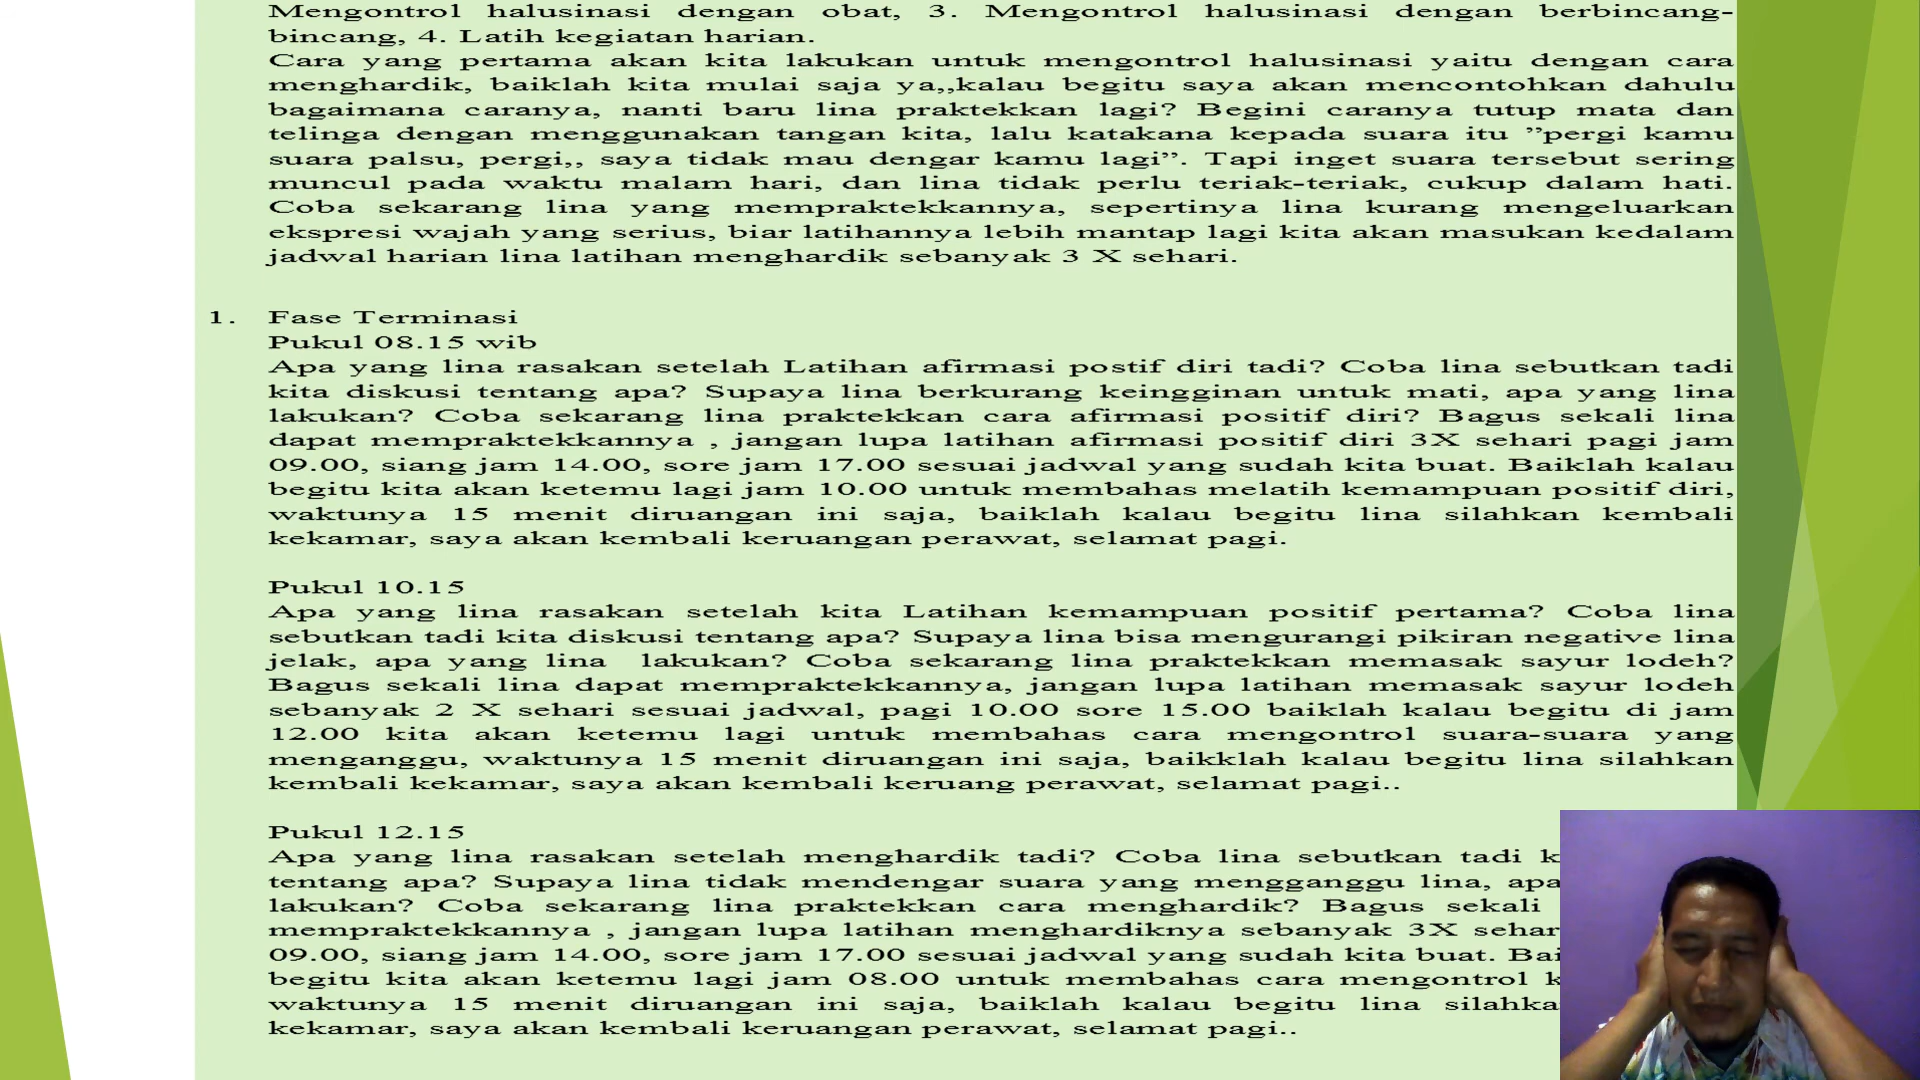 Mengontrol halusinasi dengan obat, 3. Mengontrol halusinasi dengan berbincang-
bincang, 4. Latih kegiatan harian.
Cara yang pertama akan kita lakukan untuk mengontrol halusinasi yaitu dengan cara
menghardik, baiklah kita mulai saja ya,,kalau begitu saya akan mencontohkan dahulu
bagaimana caranya, nanti baru lina praktekkan lagi? Begini caranya tutup mata dan
telinga dengan menggunakan tangan kita, lalu katakana kepada suara itu ”pergi kamu
suara palsu, pergi,, saya tidak mau dengar kamu lagi”. Tapi inget suara tersebut sering
muncul pada waktu malam hari, dan lina tidak perlu teriak-teriak, cukup dalam hati.
Coba sekarang lina yang mempraktekkannya, sepertinya lina kurang mengeluarkan
ekspresi wajah yang serius, biar latihannya lebih mantap lagi kita akan masukan kedalam
jadwal harian lina latihan menghardik sebanyak 3 X sehari.
1. Fase Terminasi
Pukul 08.15 wib
Apa yang lina rasakan setelah Latihan afirmasi postif diri tadi? Coba lina sebutkan tadi
kita diskusi tentang apa? Supaya lina berkurang keingginan untuk mati, apa yang lina
lakukan? Coba sekarang lina praktekkan cara afirmasi positif diri? Bagus sekali lina
dapat mempraktekkannya , jangan lupa latihan afirmasi positif diri 3X sehari pagi jam
09.00, siang jam 14.00, sore jam 17.00 sesuai jadwal yang sudah kita buat. Baiklah kalau
begitu kita akan ketemu lagi jam 10.00 untuk membahas melatih kemampuan positif diri,
waktunya 15 menit diruangan ini saja, baiklah kalau begitu lina silahkan kembali
kekamar, saya akan kembali keruangan perawat, selamat pagi.
Pukul 10.15
Apa yang lina rasakan setelah kita Latihan kemampuan positif pertama? Coba lina
sebutkan tadi kita diskusi tentang apa? Supaya lina bisa mengurangi pikiran negative lina
jelak, apa yang lina lakukan? Coba sekarang lina praktekkan memasak sayur lodeh?
Bagus sekali lina dapat mempraktekkannya, jangan lupa latihan memasak sayur lodeh
sebanyak 2 X sehari sesuai jadwal, pagi 10.00 sore 15.00 baiklah kalau begitu di jam
12.00 kita akan ketemu lagi untuk membahas cara mengontrol suara-suara yang
menganggu, waktunya 15 menit diruangan ini saja, baikklah kalau begitu lina silahkan
kembali kekamar, saya akan kembali keruang perawat, selamat pagi..
Pukul 12.15
Apa yang lina rasakan setelah menghardik tadi? Coba lina sebutkan tadi k
tentang apa? Supaya lina tidak mendengar suara yang mengganggu lina, apa
lakukan? Coba sekarang lina praktekkan cara menghardik? Bagus sekali
mempraktekkannya , jangan lupa latihan menghardiknya sebanyak 3X sehar
09.00, siang jam 14.00, sore jam 17.00 sesuai jadwal yang sudah kita buat. Bai
begitu kita akan ketemu lagi jam 08.00 untuk membahas cara mengontrol k
waktunya 15 menit diruangan ini saja, baiklah kalau begitu lina silahka
kekamar, saya akan kembali keruangan perawat, selamat pagi..